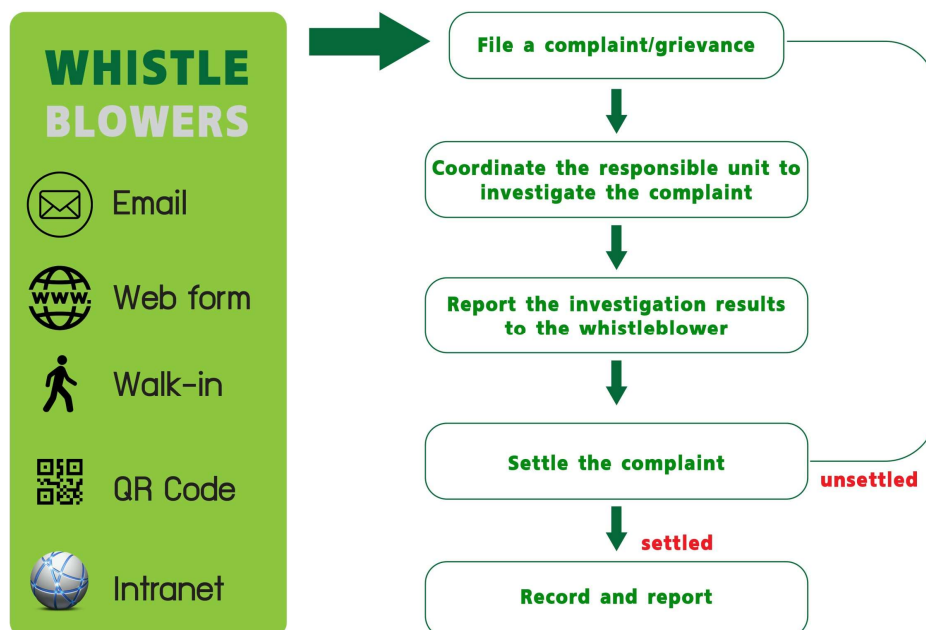 WHISTLE
BLOWERS
Email
www.
Web form
Walk-in
QR Code
Intranet
File a complaint/grievance
Coordinate the responsible unit to
investigate the complaint
Report the investigation results
to the whistleblower
Settle the complaint
unsettled
settled
Record and report